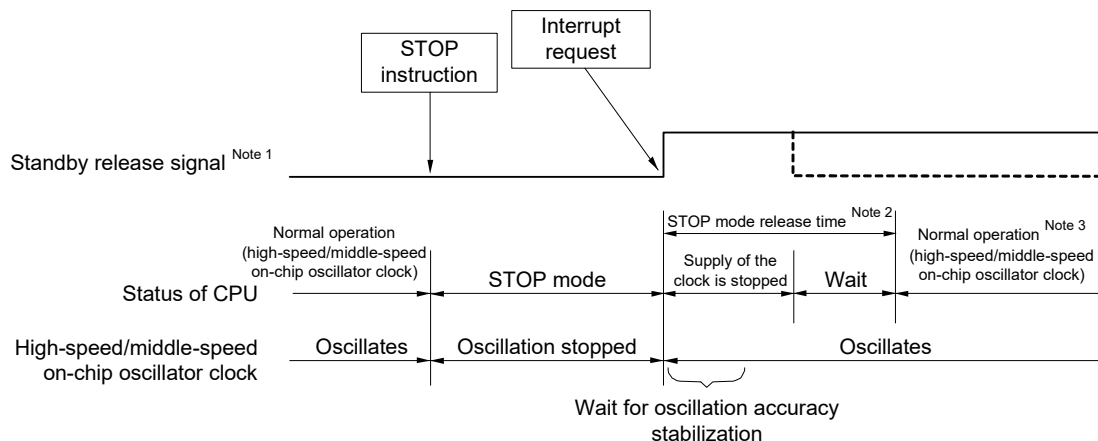 STOP
instruction
Interrupt
request
Standby release signal Note 1
STOP mode release time Note 2
Normal operation
(high-speed/middle-speed
on-chip oscillator clock)
Normal operation Note 3
(high-speed/middle-speed
on-chip oscillator clock)
Status of CPU
STOP mode
Supply of the
clock is stopped
Wait
High-speed/middle-speed
on-chip oscillator clock
Oscillates
Oscillation stopped
Oscillates
Wait for oscillation accuracy
stabilization